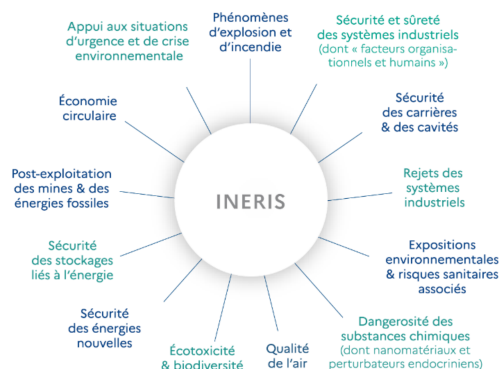 Phénomènes
d'explosion et
d'incendie
Sécurité et sûreté
des systèmes industriels
(dont « facteurs organisa-
tionnels et humains »)
Sécurité
des carrières
& des cavités
Rejets des
systèmes
industriels
Expositions
environnementales
& risques sanitaires
associés
Dangerosité des
substances chimiques
(dont nanomatériaux et
perturbateurs endocriniens)
Qualité
de l'air
Écotoxicité
& biodiversité
Sécurité
des énergies
nouvelles
Sécurité
des stockages
liés à l'énergie
Post-exploitation
des mines & des
énergies fossiles
Économie
circulaire
Appui aux situations
d'urgence et de crise
environnementale
INERIS